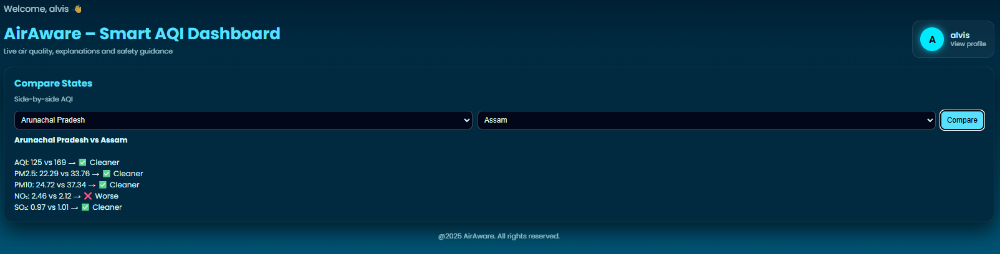 Welcome, alvis 👋
AirAware – Smart AQI Dashboard
Live air quality, explanations and safety guidance
A
alvis
View profile
Compare States
Side-by-side AQI
Arunachal Pradesh
Assam
Compare
Arunachal Pradesh vs Assam
AQI: 125 vs 169 → ✅ Cleaner
PM2.5: 22.29 vs 33.76 → ✅ Cleaner
PM10: 24.72 vs 37.34 → ✅ Cleaner
NO₂: 2.46 vs 2.12 → ❌ Worse
SO₂: 0.97 vs 1.01 → ✅ Cleaner
@2025 AirAware. All rights reserved.